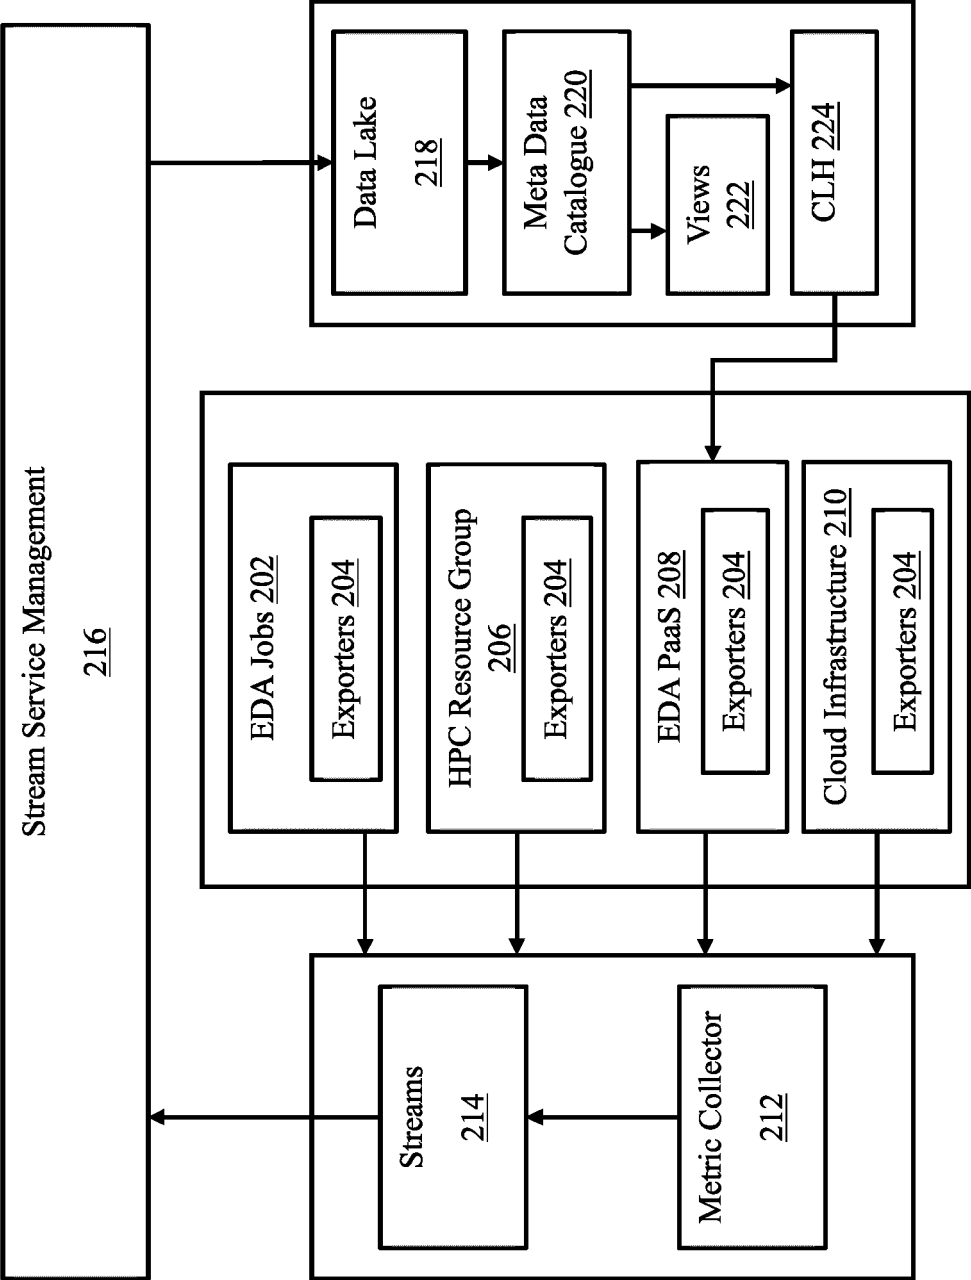 Stream Service Management
216
Streams
214
Metric Collector
212
EDA Jobs 202
Exporters 204
HPC Resource Group
206
Exporters 204
EDA PaaS 208
Exporters 204
Cloud Infrastructure 210
Exporters 204
Data Lake
218
Meta Data
Catalogue 220
Views
222
CLH 224